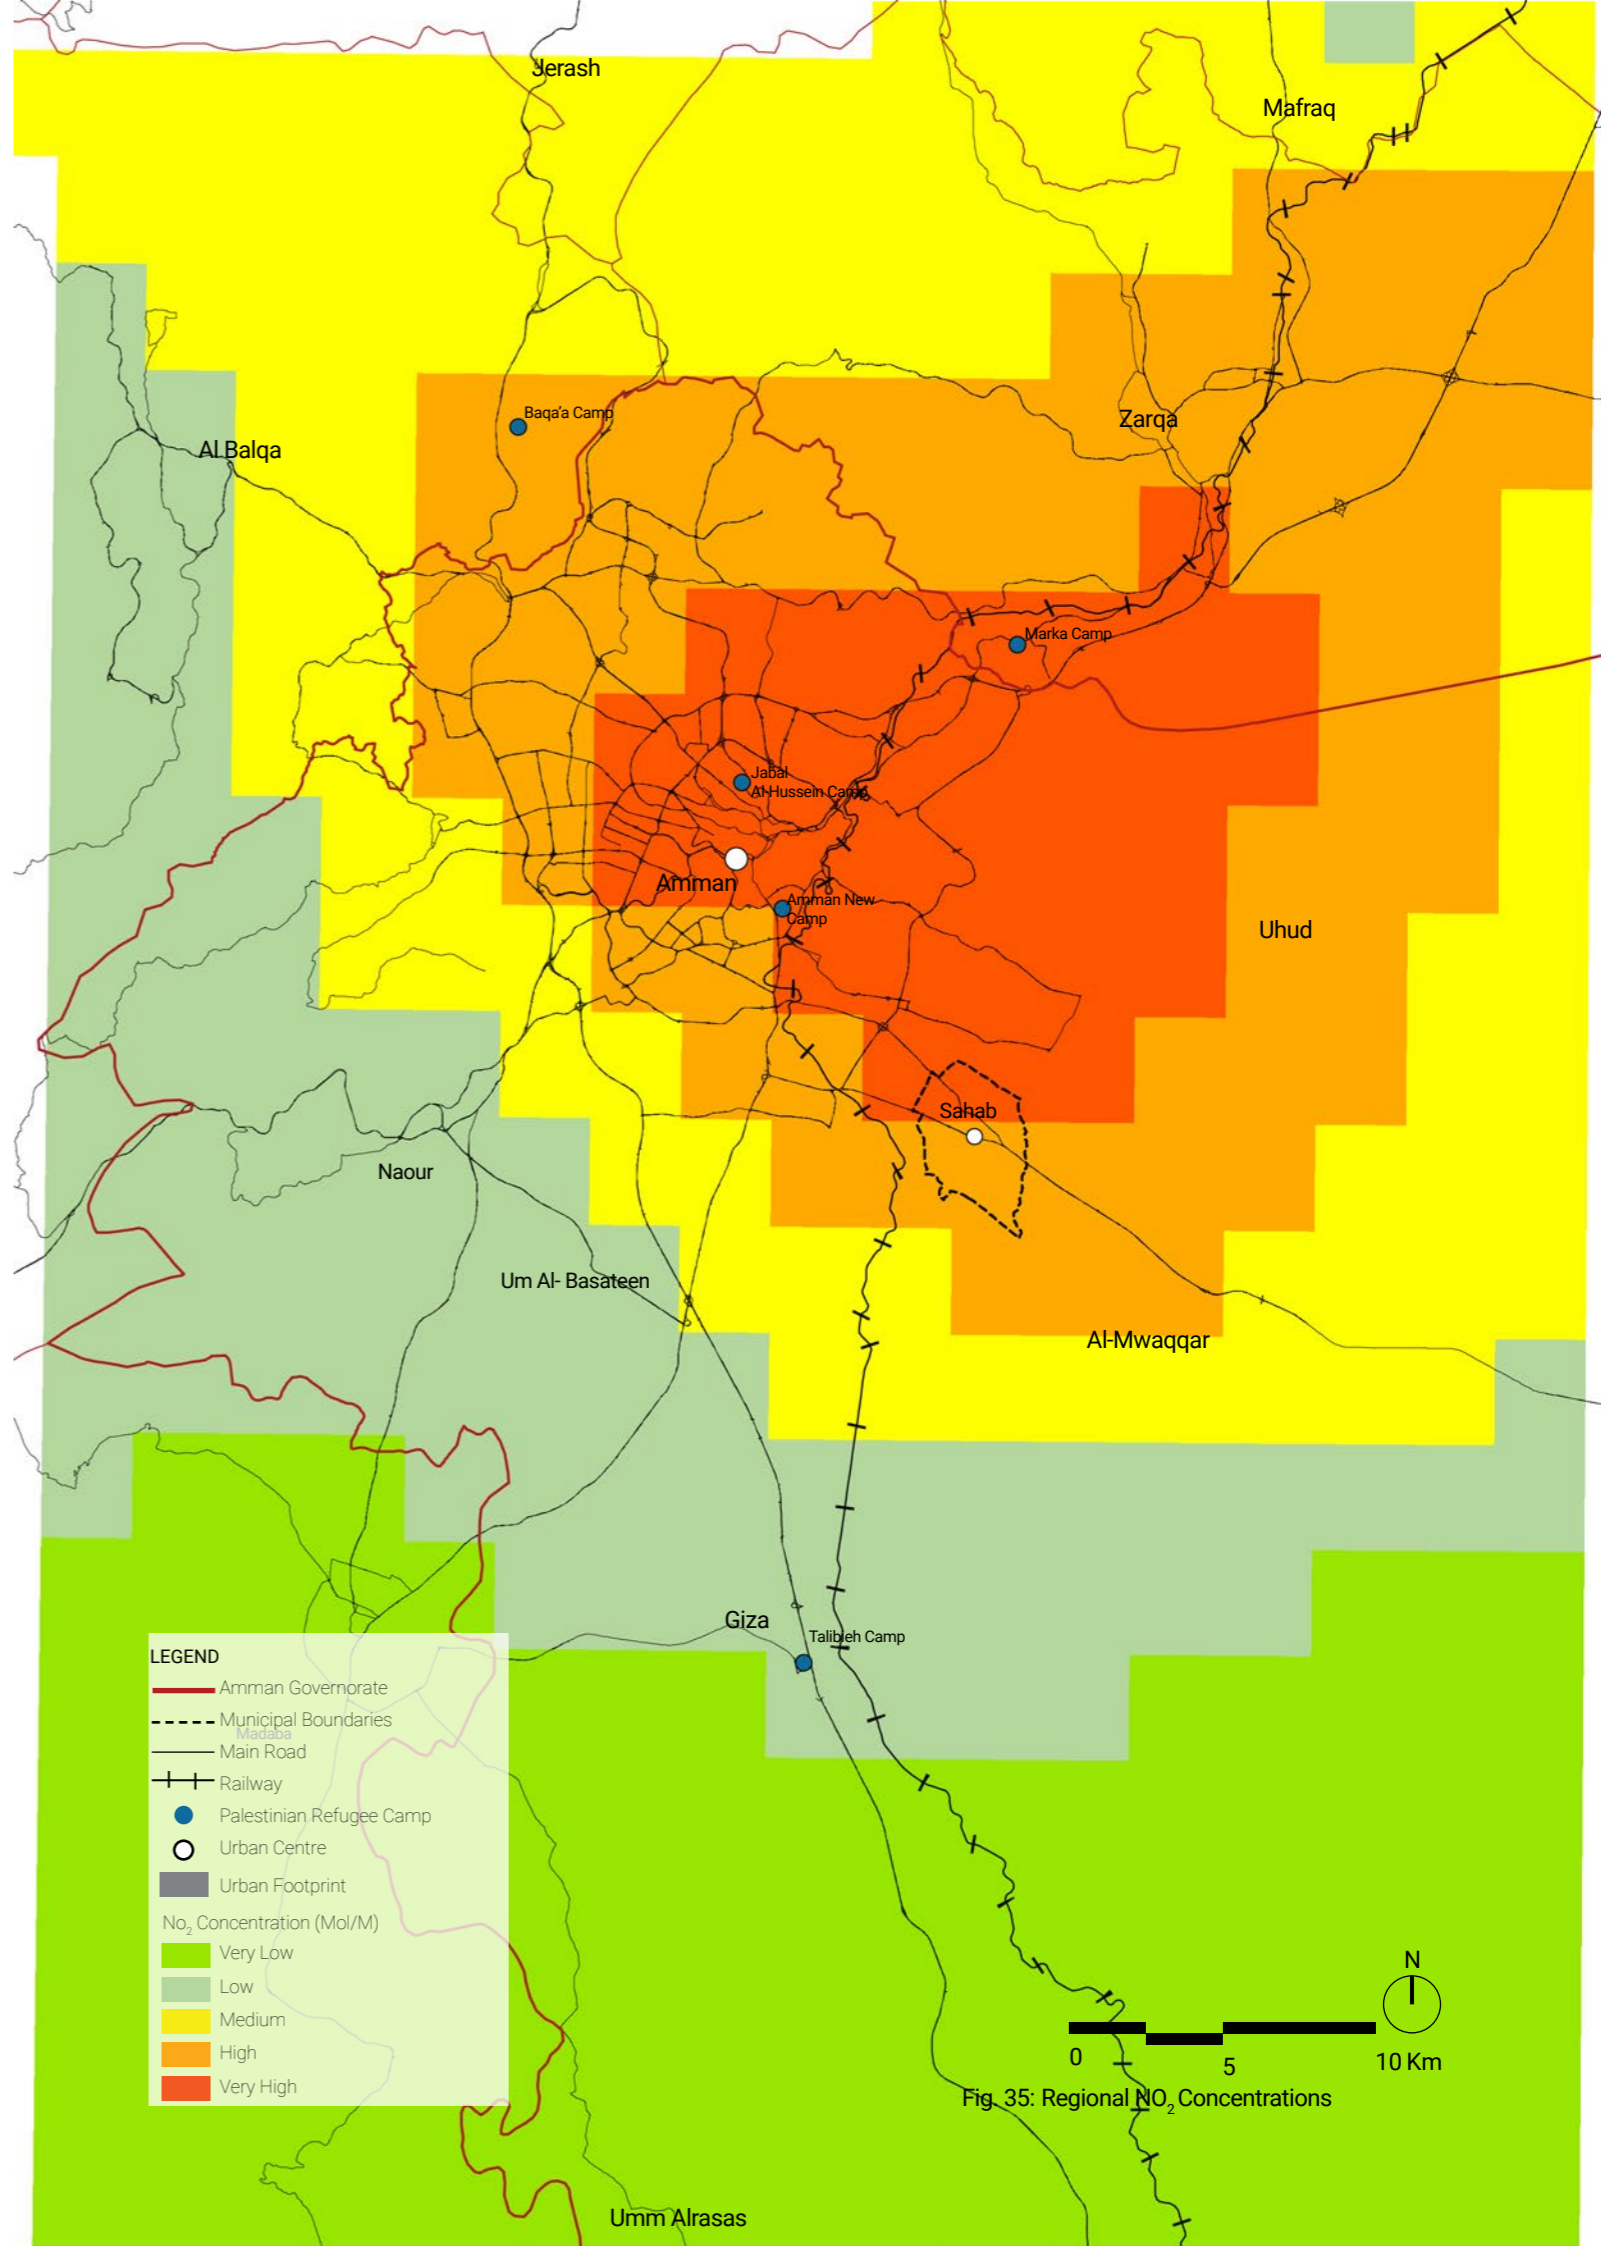 Jerash
Mafraq
Baqa'a Camp
Zarqa
Al Balqa
Marka Camp
Jabal
Al-Hussein Camp
Amman
Amman New
Camp
Uhud
Sahab
Naour
Um Al- Basateen
Al-Mwaqqar
Giza
Talibieh Camp
LEGEND
Amman Governorate
Municipal Boundaries
Madaba
Main Road
Railway
Palestinian Refugee Camp
Urban Centre
Urban Footprint
No₂ Concentration (Mol/M)
Very Low
Low
Medium
High
Very High
N
0 5 10 Km
Fig. 35: Regional NO₂ Concentrations
Umm Alrasas